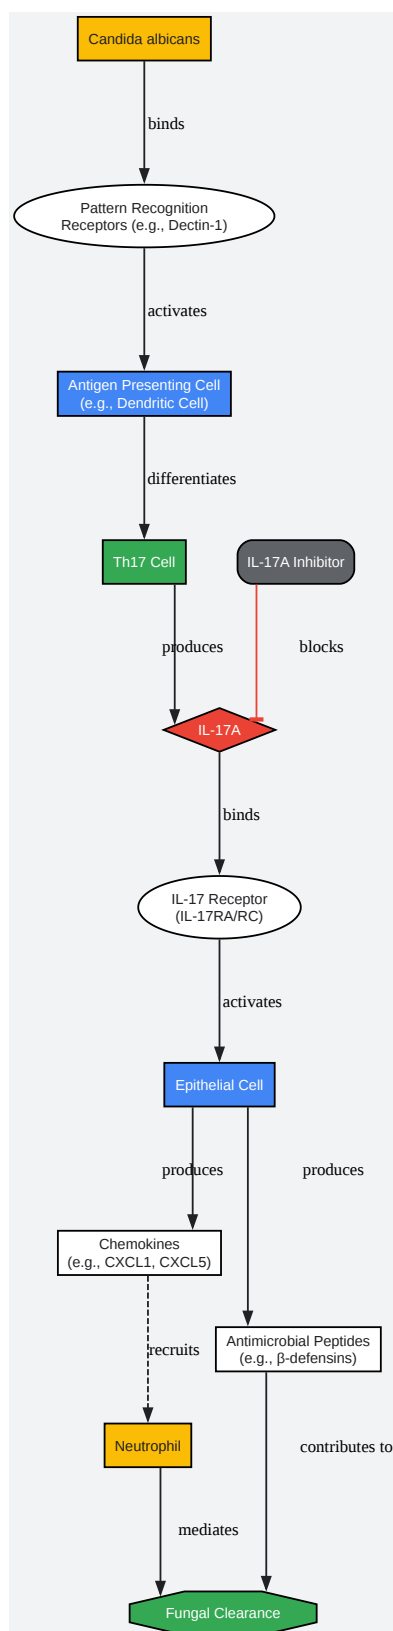 Candida albicans
binds
Pattern Recognition
Receptors (e.g., Dectin-1)
activates
Antigen Presenting Cell
(e.g., Dendritic Cell)
differentiates
Th17 Cell
IL-17A Inhibitor
produces
blocks
IL-17A
binds
IL-17 Receptor
(IL-17RA/RC)
activates
Epithelial Cell
produces
produces
Chemokines
(e.g., CXCL1, CXCL5)
Antimicrobial Peptides
(e.g., β-defensins)
recruits
Neutrophil
contributes to
mediates
Fungal Clearance